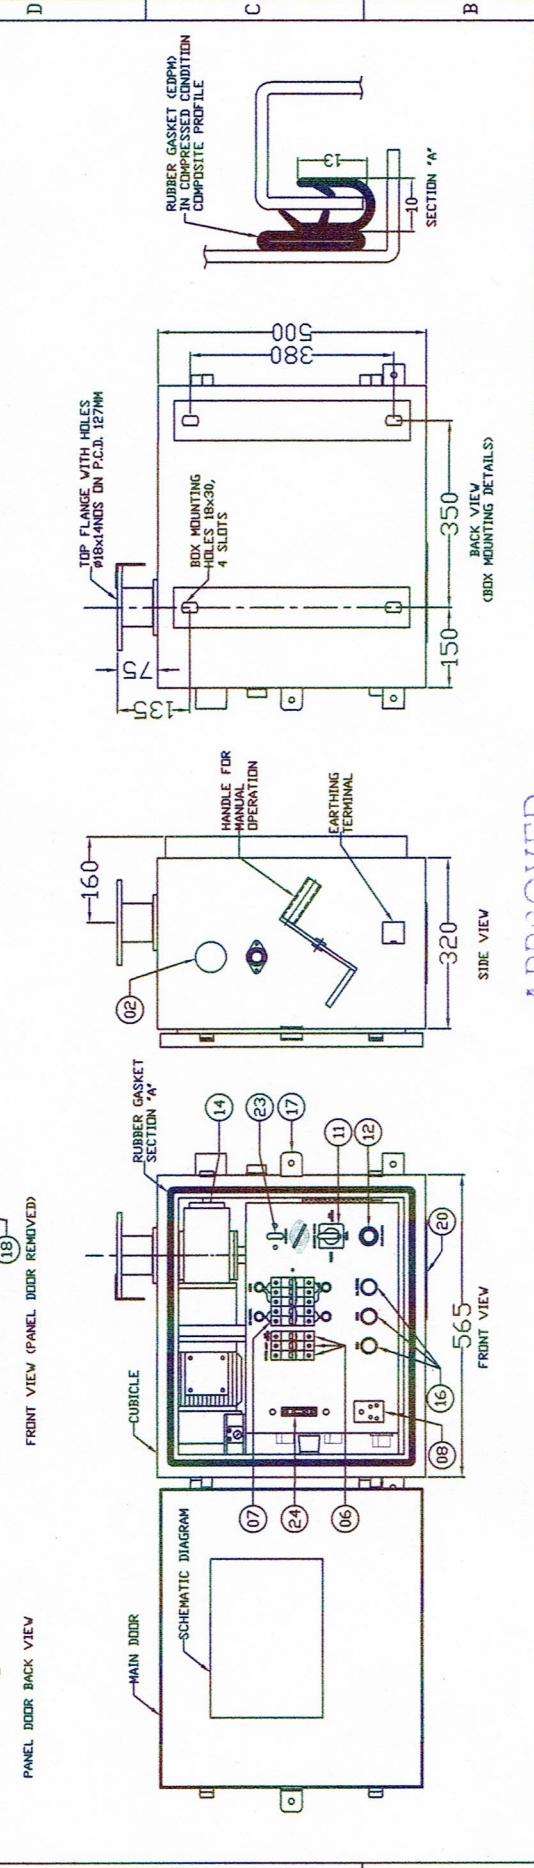 D
C
B
PANEL DOOR BACK VIEW
FRONT VIEW (PANEL DOOR REMOVED)
18
MAIN DOOR
SCHEMATIC DIAGRAM
CUBICLE
RUBBER GASKET
SECTION "A"
14
23
17
11
12
20
07
24
06
08
16
565
FRONT VIEW
02
160
HANDLE FOR
MANUAL
OPERATION
EARTHING
TERMINAL
320
SIDE VIEW
TOP FLANGE WITH HOLES
ø18x14NOS ON P.C.D. 127MM
75
135
BOX MOUNTING
HOLES 18x30,
4 SLOTS
150
350
380
500
BACK VIEW
(BOX MOUNTING DETAILS)
RUBBER GASKET (EDPM)
IN COMPRESSED CONDITION
COMPOSITE PROFILE
13
10
SECTION "A"
APPROVED